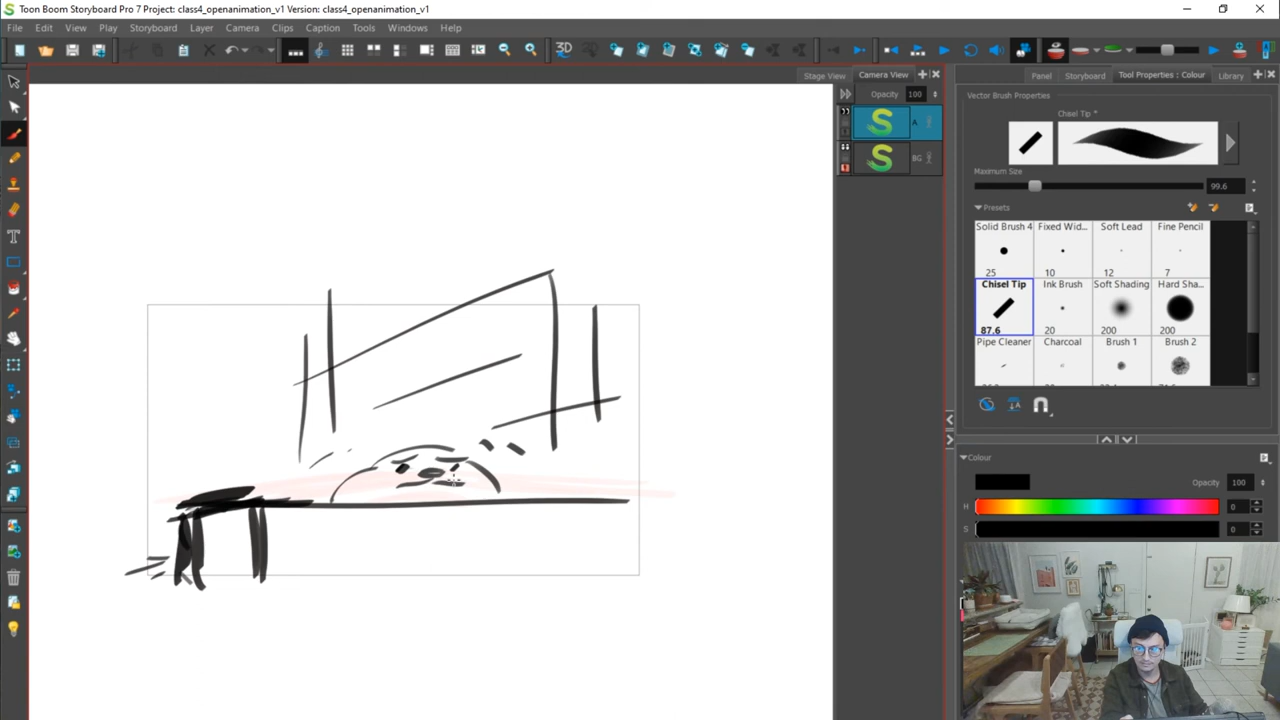 Toon Boom Storyboard Pro 7 Project: class4_openanimation_v1 Version: class4_openanimation_v1
File Edit View Play Storyboard Layer Camera Clips Caption Tools Windows Help
3D
Stage View Camera View
Opacity 100
A
BG
Panel Storyboard Tool Properties : Colour Library
Vector Brush Properties
Chisel Tip *
Maximum Size
99.6
Presets
Solid Brush 4 Fixed Wid... Soft Lead Fine Pencil
25 10 12 7
Chisel Tip Ink Brush Soft Shading Hard Sha...
87.6 20 200 200
Pipe Cleaner Charcoal Brush 1 Brush 2
Colour
Opacity 100
H 0
S 0